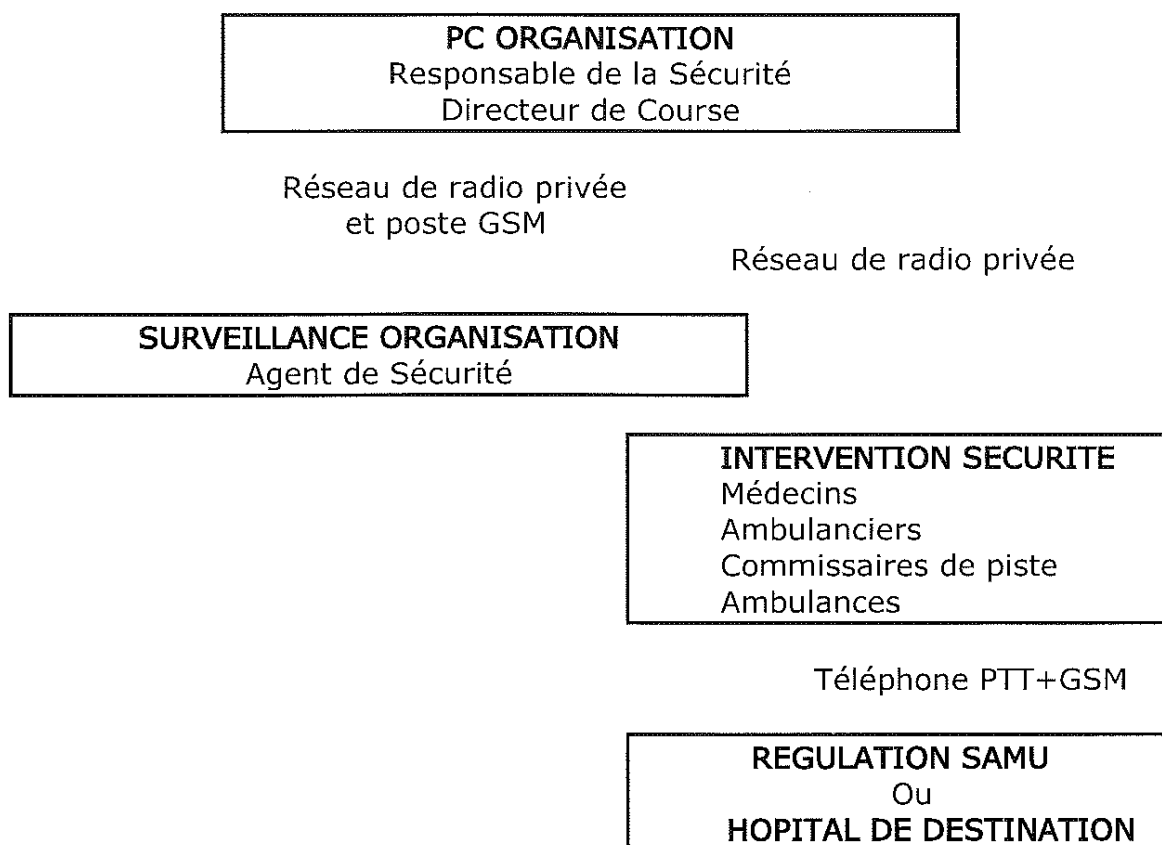 PC ORGANISATION
Responsable de la Sécurité
Directeur de Course
Réseau de radio privée
et poste GSM
Réseau de radio privée
SURVEILLANCE ORGANISATION
Agent de Sécurité
INTERVENTION SECURITE
Médecins
Ambulanciers
Commissaires de piste
Ambulances
Téléphone PTT+GSM
REGULATION SAMU
Ou
HOPITAL DE DESTINATION